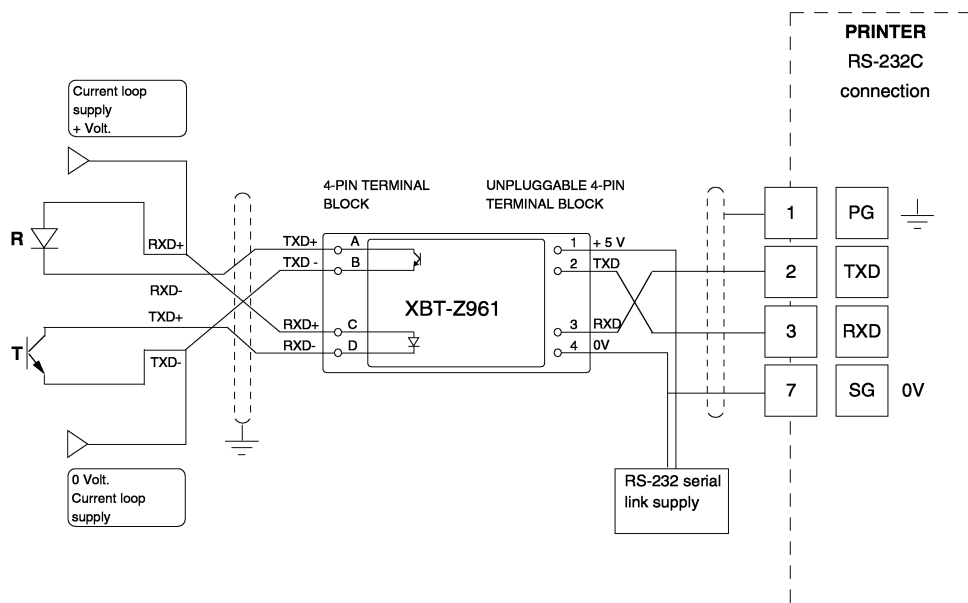 PRINTER
RS-232C
connection
Current loop
supply
+ Volt.
4-PIN TERMINAL
BLOCK
UNPLUGGABLE 4-PIN
TERMINAL BLOCK
1 PG
R
RXD+
TXD+ A
1 + 5 V
TXD - B
2 TXD
2 TXD
RXD-
XBT-Z961
TXD+
RXD+ C
3 RXD
3 RXD
T
TXD-
RXD- D
4 0V
7 SG 0V
0 Volt.
Current loop
supply
RS-232 serial
link supply